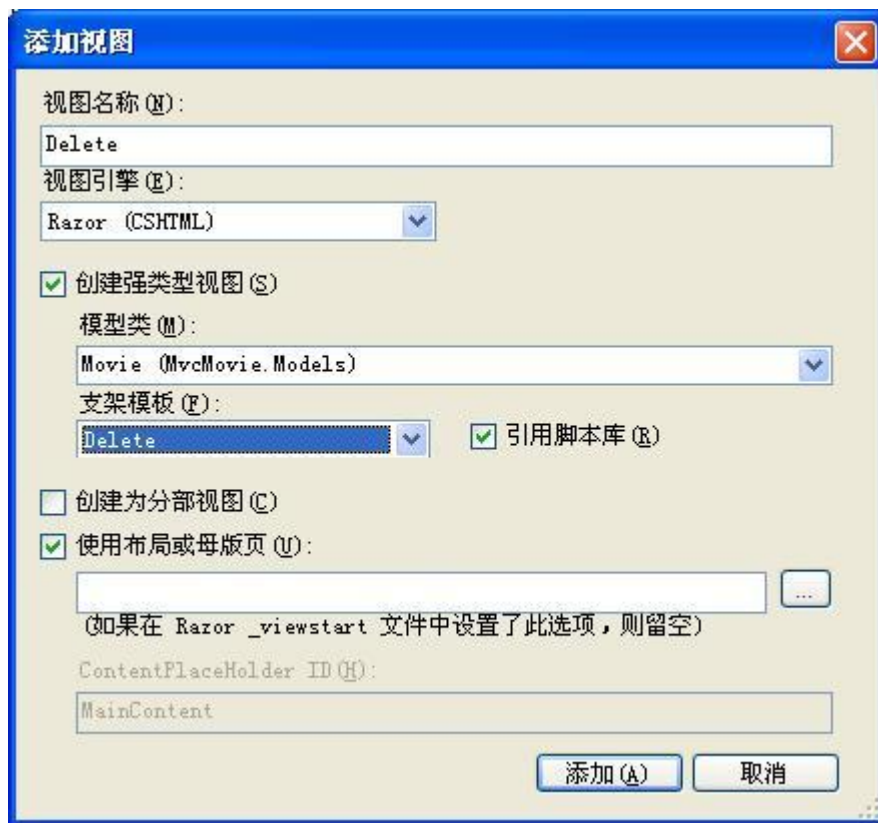 添加视图
视图名称(N):
Delete
视图引擎(E):
Razor (CSHTML)
创建强类型视图(S)
模型类(M):
Movie (MvcMovie.Models)
支架模板(F):
Delete
引用脚本库(R)
创建为分部视图(C)
使用布局或母版页(U):
...
(如果在 Razor _viewstart 文件中设置了此选项，则留空)
ContentPlaceHolder ID(H):
MainContent
添加(A)
取消